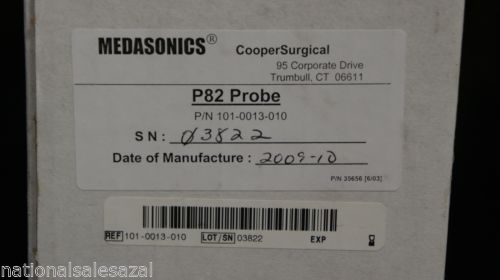 MEDASONICS® CooperSurgical
95 Corporate Drive
Trumbull, CT 06611
P82 Probe
P/N 101-0013-010
SN: 03822
Date of Manufacture: 2009-10
P/N 35656 [6/03]
REF 101-0013-010 LOT/SN 03822 EXP
nationalsalesazal